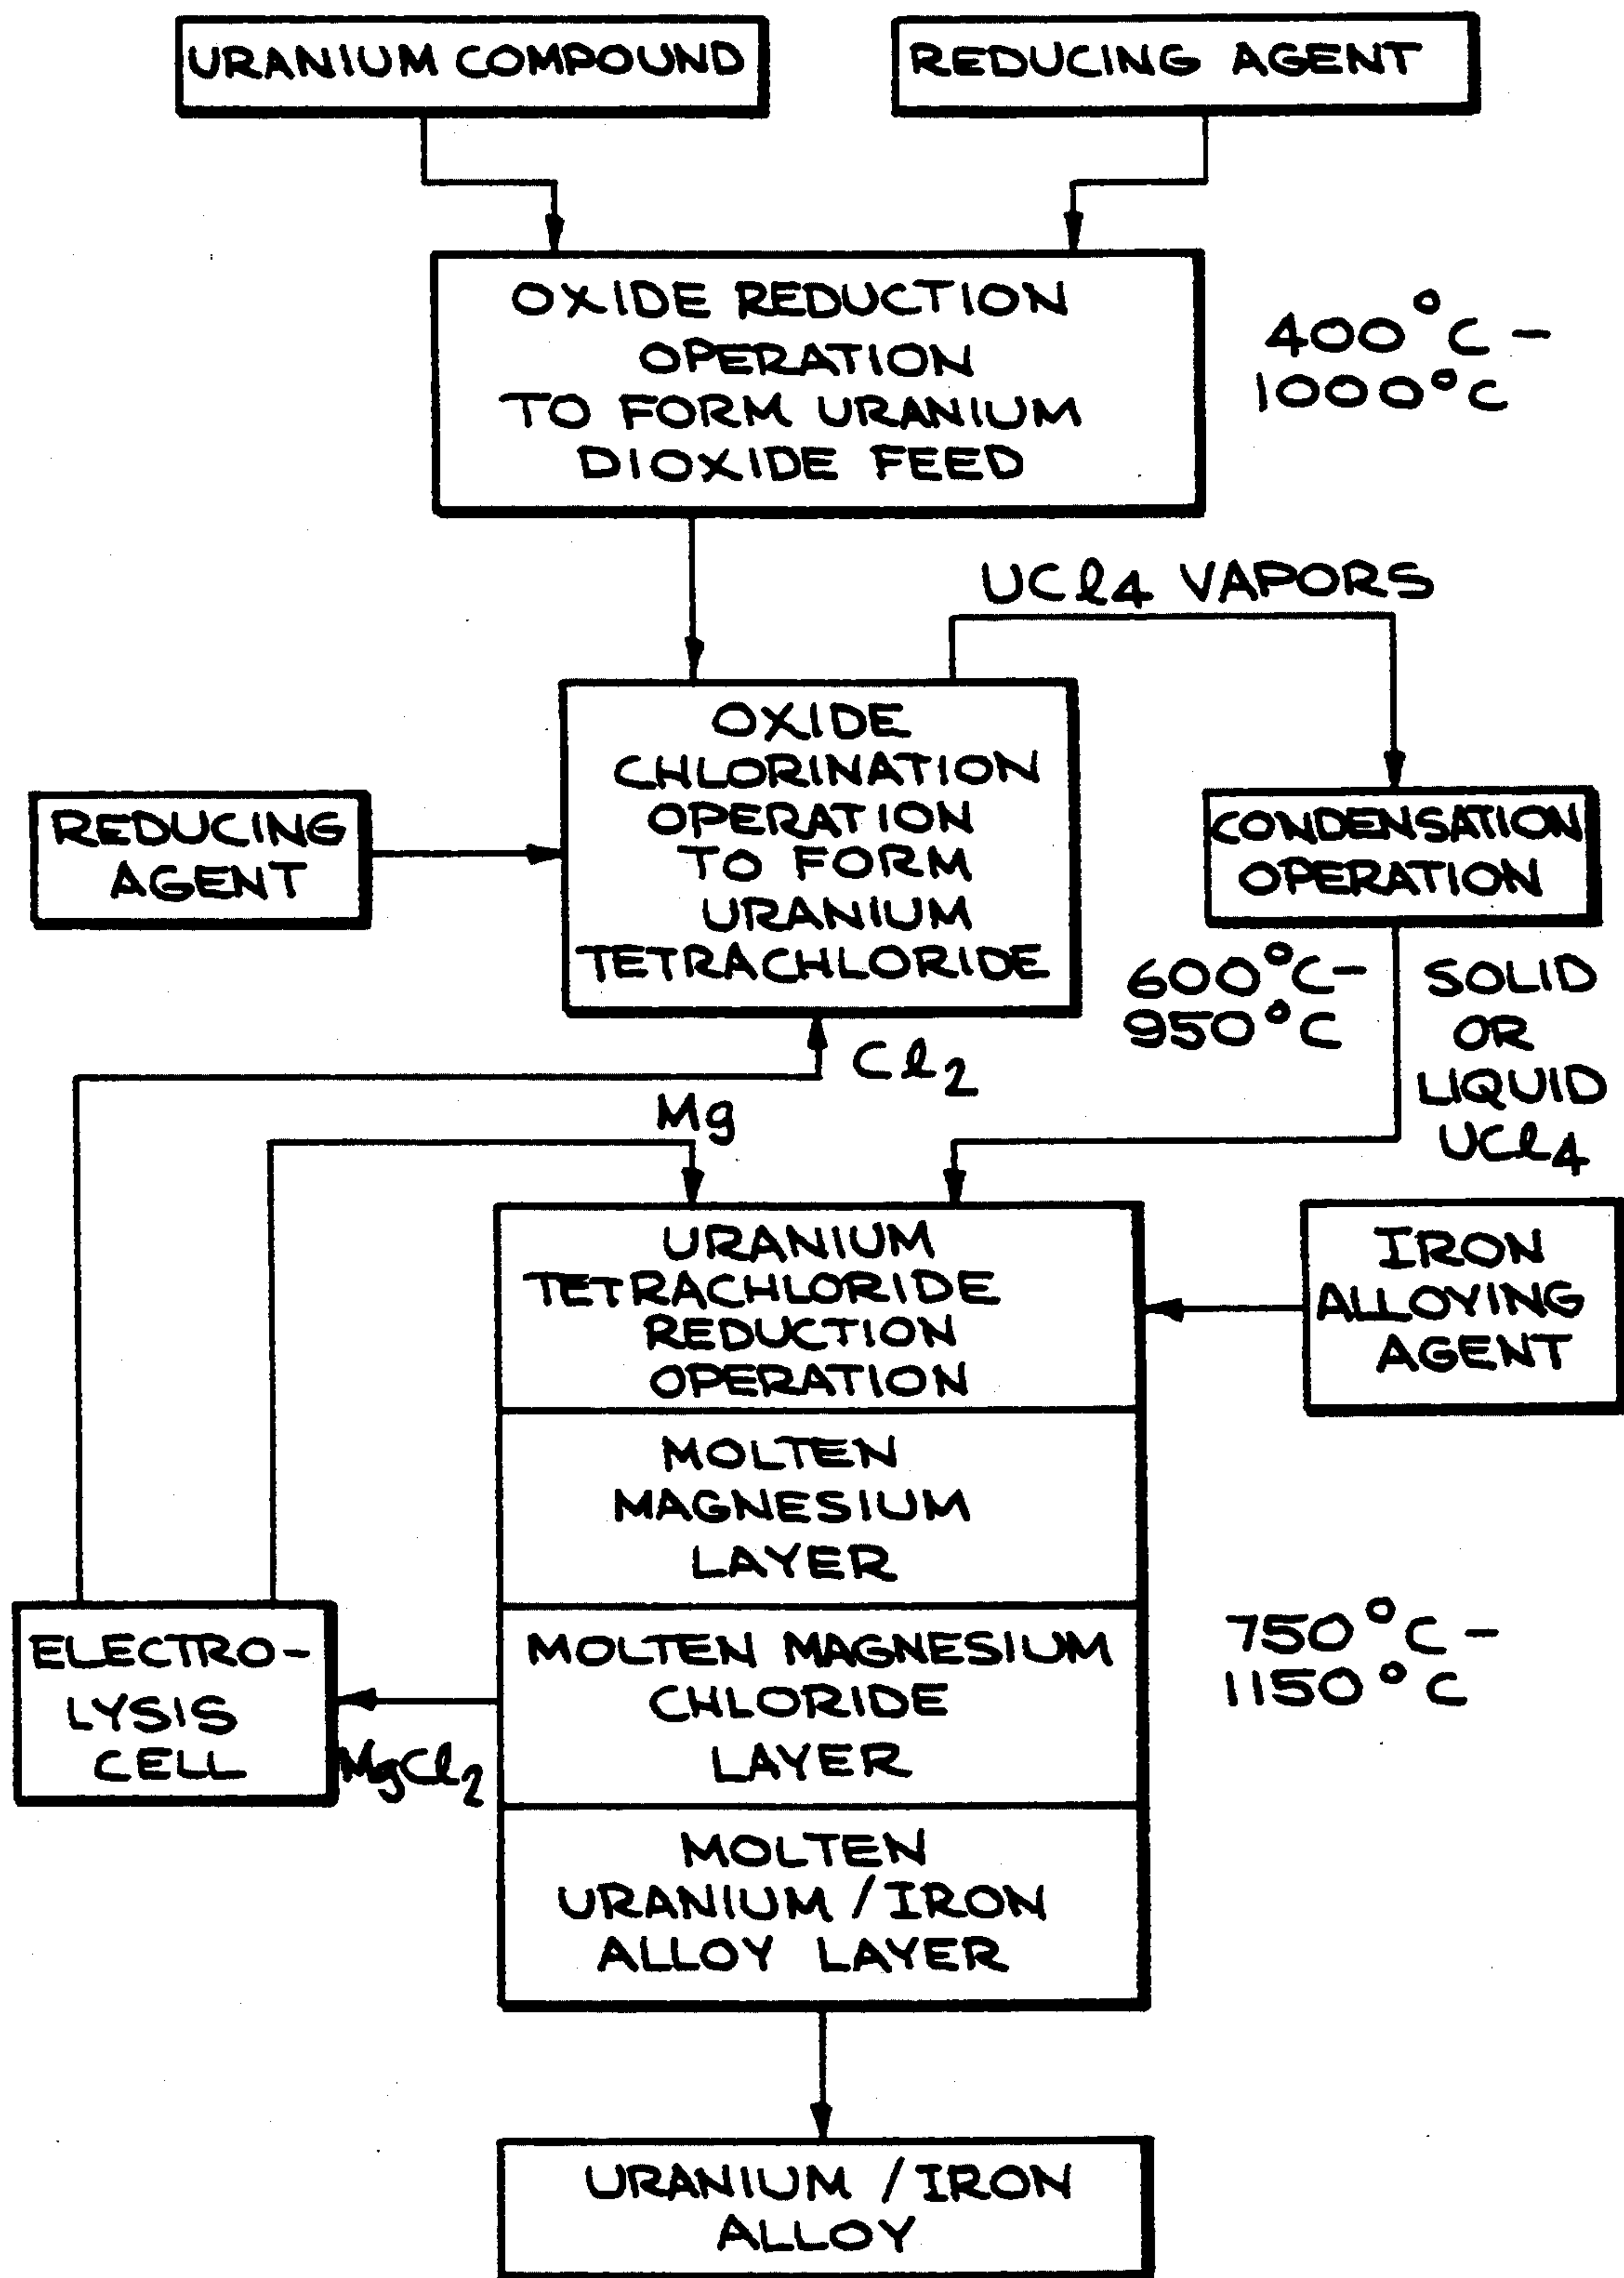 URANIUM COMPOUND
REDUCING AGENT
OXIDE REDUCTION
OPERATION
TO FORM URANIUM
DIOXIDE FEED
400°C -
1000°C
UCl4 VAPORS
OXIDE
CHLORINATION
OPERATION
TO FORM
URANIUM
TETRACHLORIDE
REDUCING
AGENT
CONDENSATION
OPERATION
600°C-
950°C
SOLID
OR
LIQUID
UCl4
Cl2
Mg
URANIUM
TETRACHLORIDE
REDUCTION
OPERATION
IRON
ALLOYING
AGENT
MOLTEN
MAGNESIUM
LAYER
ELECTRO-
LYSIS
CELL
MgCl2
MOLTEN MAGNESIUM
CHLORIDE
LAYER
750°C -
1150°C
MOLTEN
URANIUM / IRON
ALLOY LAYER
URANIUM / IRON
ALLOY